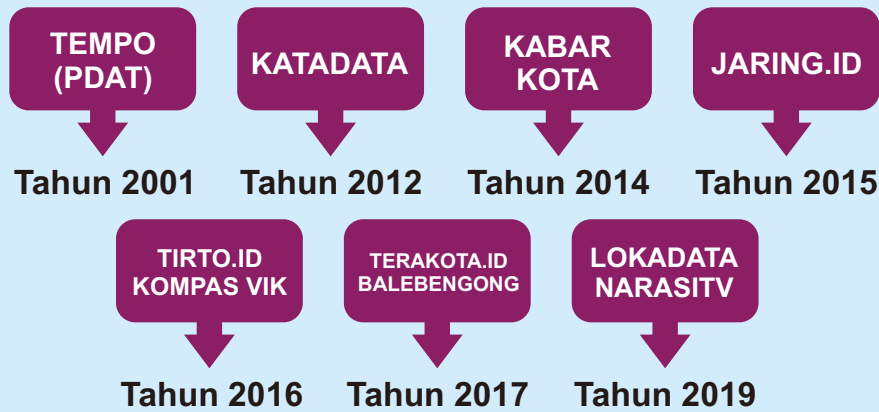 TEMPO
(PDAT)
KATADATA
KABAR
KOTA
JARING.ID
Tahun 2001
Tahun 2012
Tahun 2014
Tahun 2015
TIRTO.ID
KOMPAS VIK
TERAKOTA.ID
BALEBENGONG
LOKADATA
NARASITV
Tahun 2016
Tahun 2017
Tahun 2019